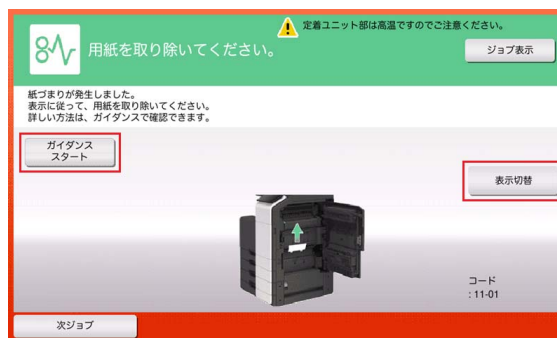 定着ユニット部は高温ですのでご注意ください。
用紙を取り除いてください。
ジョブ表示
紙づまりが発生しました。
表示に従って、用紙を取り除いてください。
詳しい方法は、ガイダンスで確認できます。
ガイダンス
スタート
表示切替
コード
: 11-01
次ジョブ